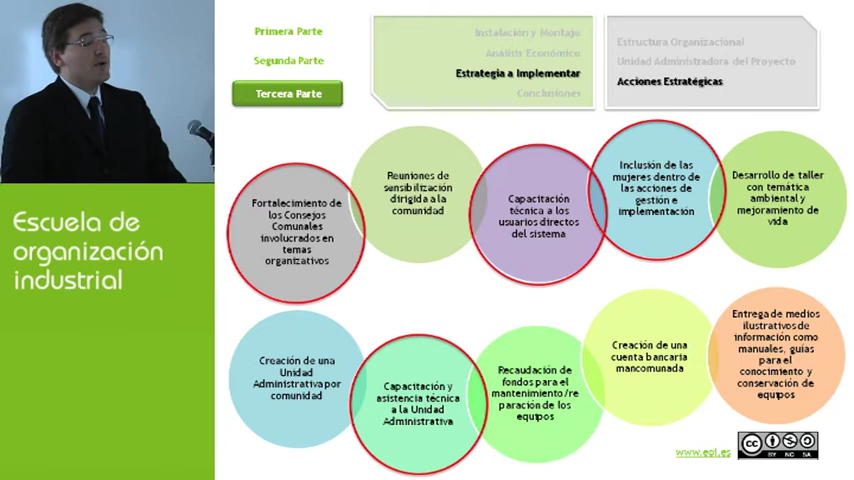 Primera Parte
Segunda Parte
Tercera Parte
Instalación y Montaje
Análisis Económico
Estrategia a Implementar
Conclusiones
Estructura Organizacional
Unidad Administradora del Proyecto
Acciones Estratégicas
Escuela de
organización
industrial
Fortalecimiento de
los Consejos
Comunales
involucrados en
temas
organizativos
Reuniones de
sensibilización
dirigida a la
comunidad
Capacitación
técnica a los
usuarios directos
del sistema
Inclusión de las
mujeres dentro de
las acciones de
gestión e
implementación
Desarrollo de taller
con temática
ambiental y
mejoramiento de
vida
Creación de una
Unidad
Administrativa por
comunidad
Capacitación y
asistencia técnica
a la Unidad
Administrativa
Recaudación de
fondos para el
mantenimiento/re
paración de los
equipos
Creación de una
cuenta bancaria
mancomunada
Entrega de medios
ilustrativos de
información como
manuales, guías
para el
conocimiento y
conservación de
equipos
www.eoi.es
cc
BY NC SA